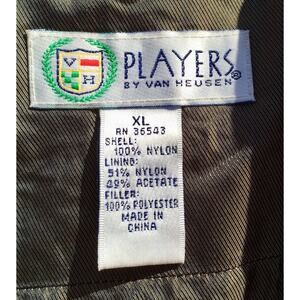 V
H
PLAYERS®
BY VAN HEUSEN
XL
RN 36543
SHELL:
100% NYLON
LINING:
51% NYLON
49% ACETATE
FILLER:
100% POLYESTER
MADE IN
CHINA